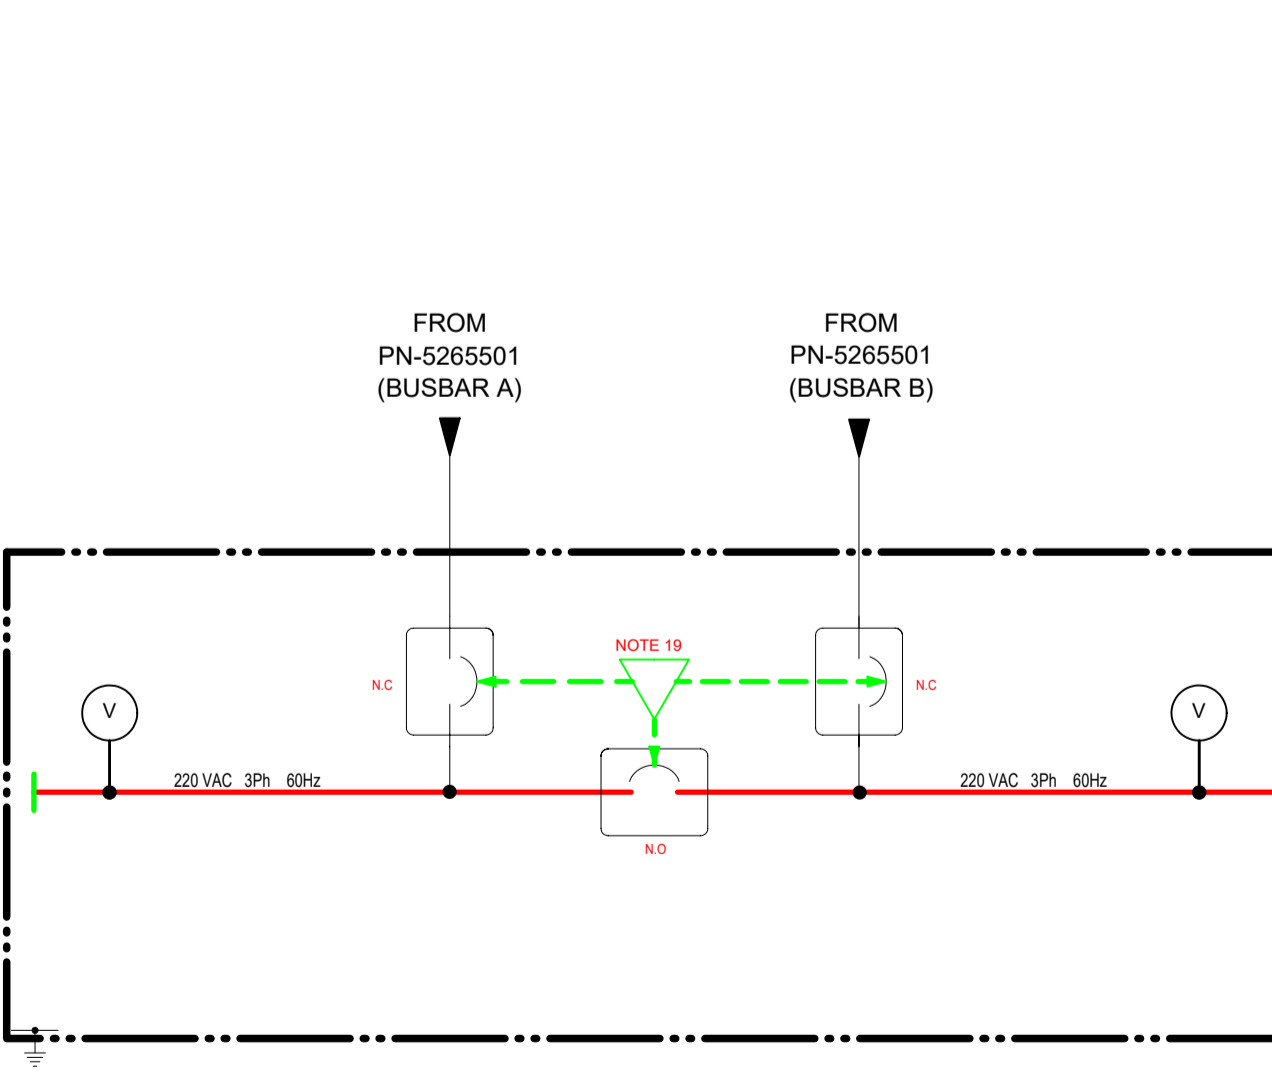 FROM
PN-5265501
(BUSBAR A)
FROM
PN-5265501
(BUSBAR B)
NOTE 19
N.C
N.C
V
V
220 VAC 3Ph 60Hz
220 VAC 3Ph 60Hz
N.O